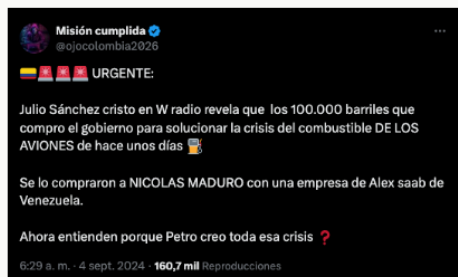 Misión cumplida
@ojocolombia2026
URGENTE:
Julio Sánchez cristo en W radio revela que los 100.000 barriles que
compro el gobierno para solucionar la crisis del combustible DE LOS
AVIONES de hace unos días
Se lo compraron a NICOLAS MADURO con una empresa de Alex saab de
Venezuela.
Ahora entienden porque Petro creo toda esa crisis ❓
6:29 a. m. · 4 sept. 2024 · 160,7 mil Reproducciones